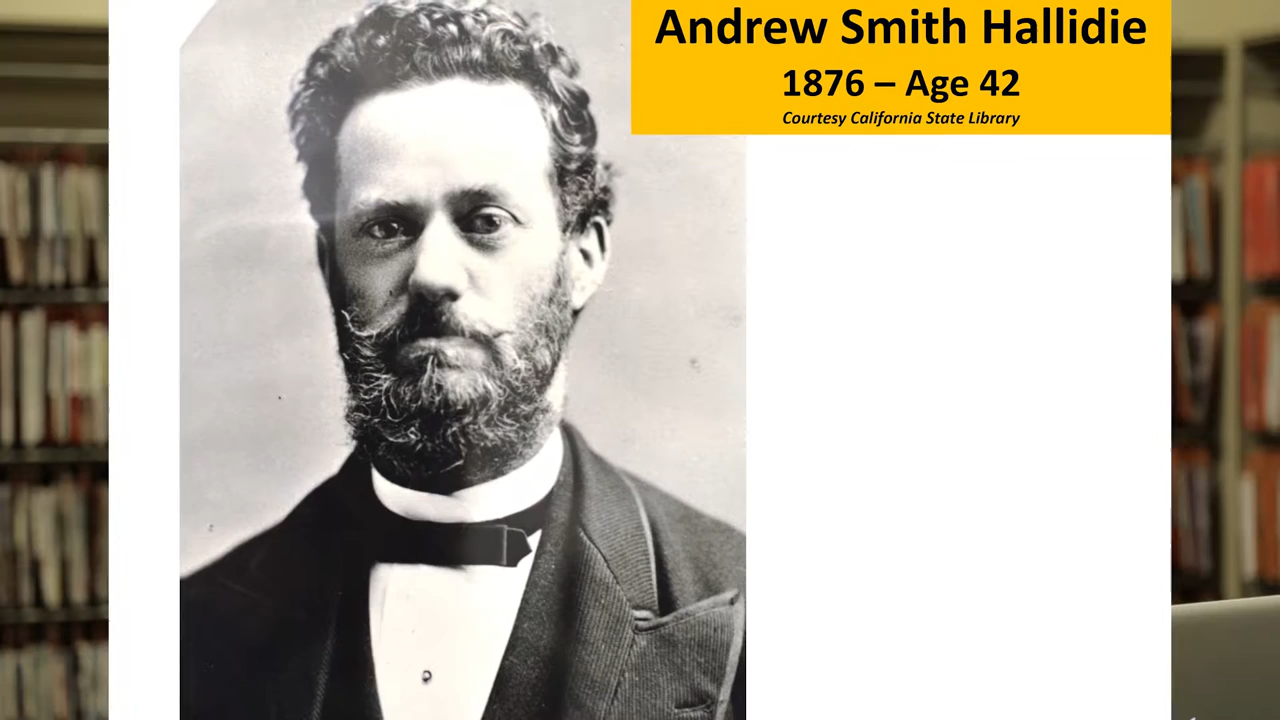 Andrew Smith Hallidie
1876 – Age 42
Courtesy California State Library